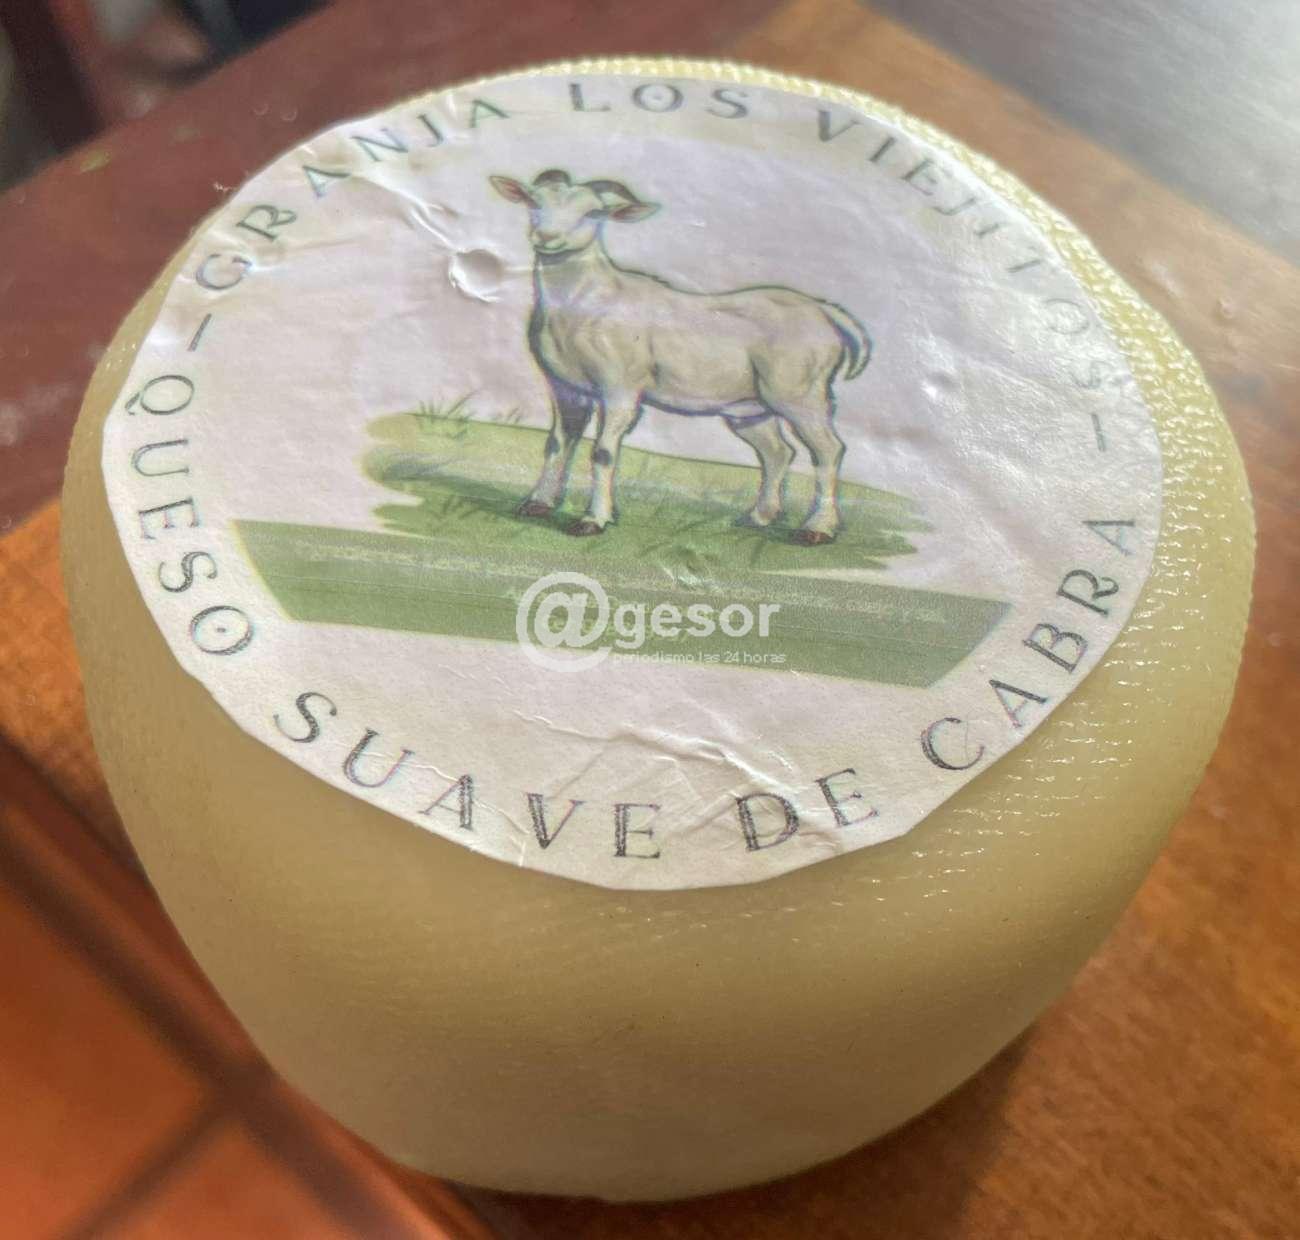 GRANJA LOS VIEJITOS
- QUESO SUAVE DE CABRA -
@gesor
periodismo las 24 horas